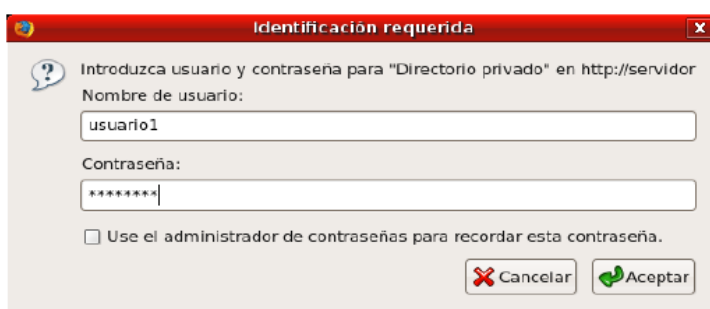 Identificación requerida
Introduzca usuario y contraseña para "Directorio privado" en http://servidor
Nombre de usuario:
usuario1
Contraseña:
********
Use el administrador de contraseñas para recordar esta contraseña.
Cancelar Aceptar